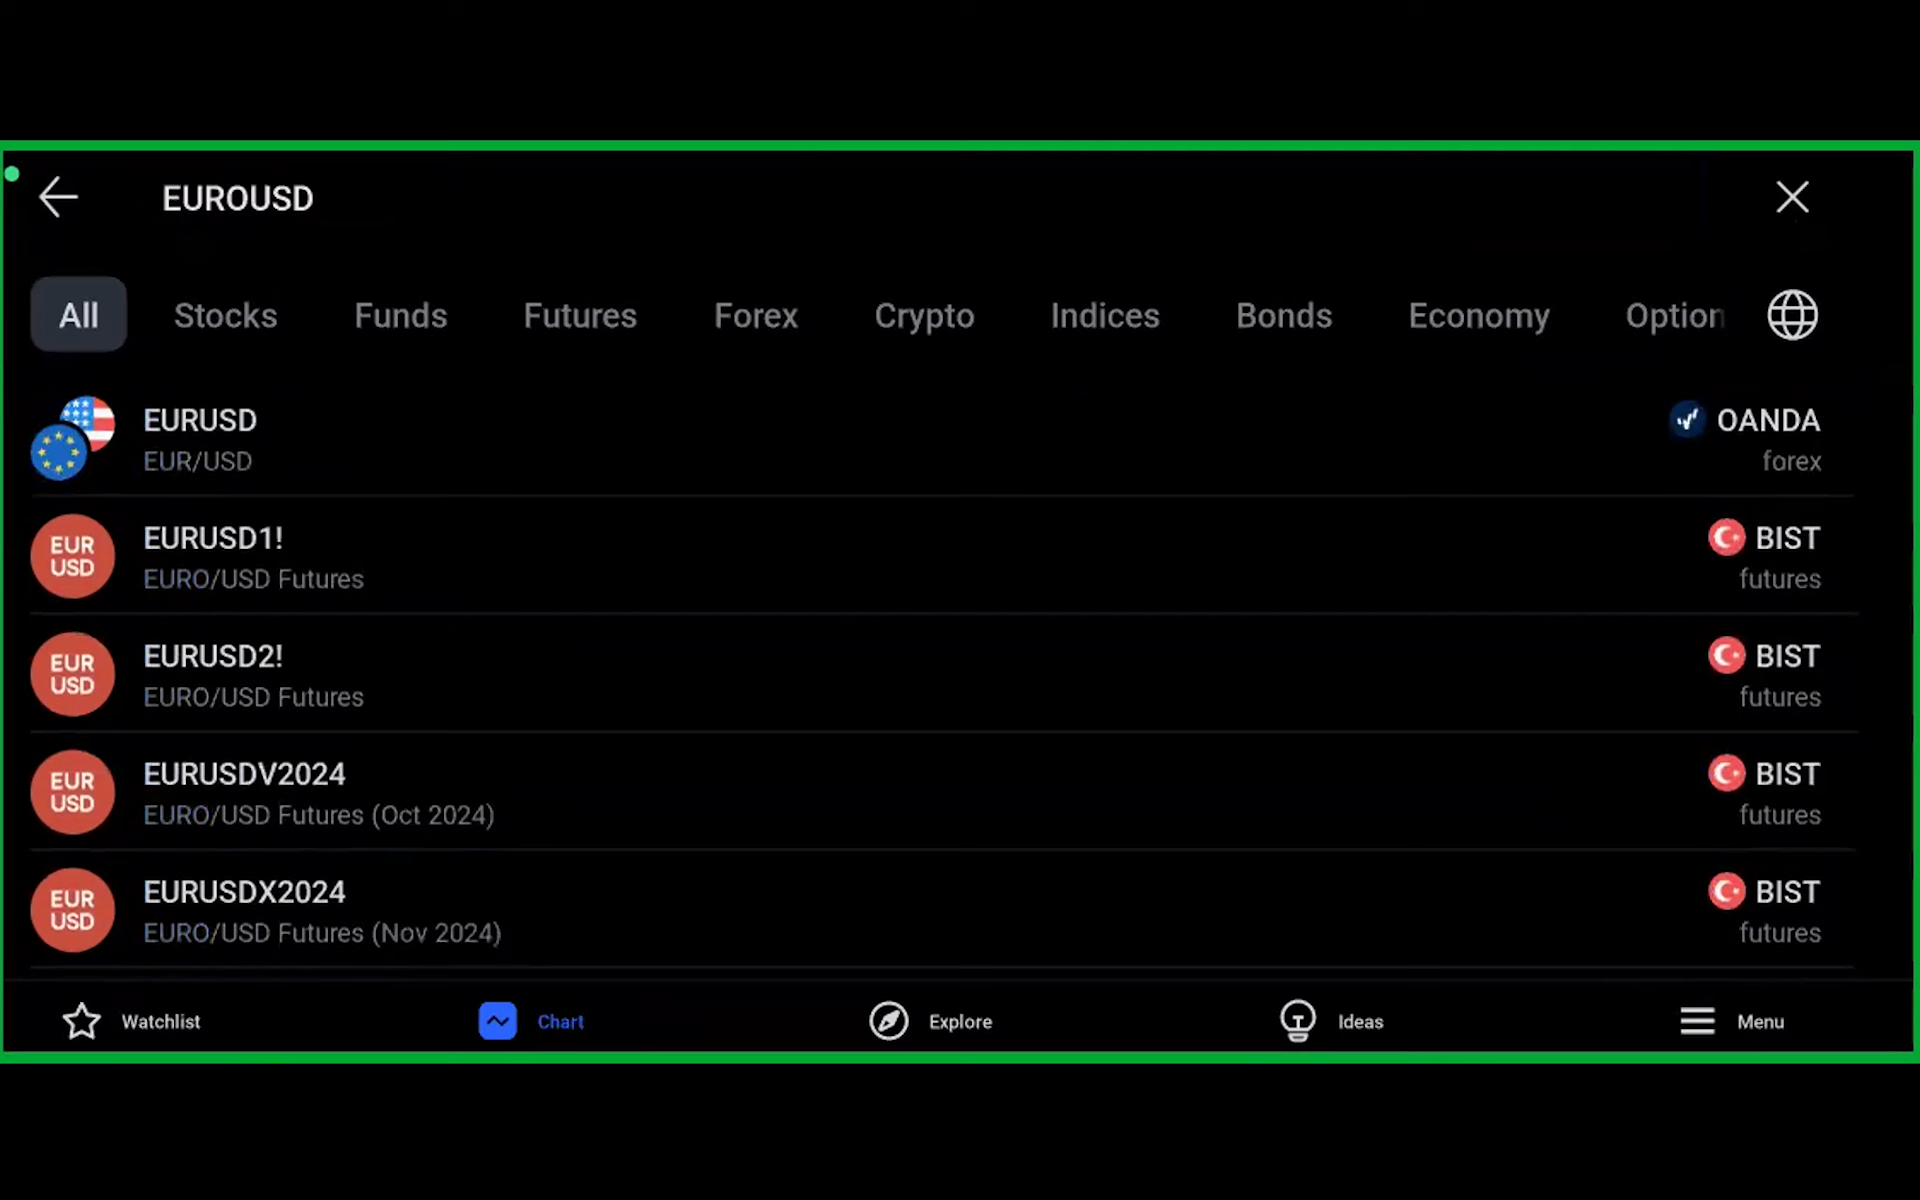 EUROUSD
All Stocks Funds Futures Forex Crypto Indices Bonds Economy Option
EURUSD OANDA
EUR/USD forex
EUR USD
EURUSD1! BIST
EURO/USD Futures futures
EUR USD
EURUSD2! BIST
EURO/USD Futures futures
EUR USD
EURUSDV2024 BIST
EURO/USD Futures (Oct 2024) futures
EUR USD
EURUSDX2024 BIST
EURO/USD Futures (Nov 2024) futures
Watchlist Chart Explore Ideas Menu